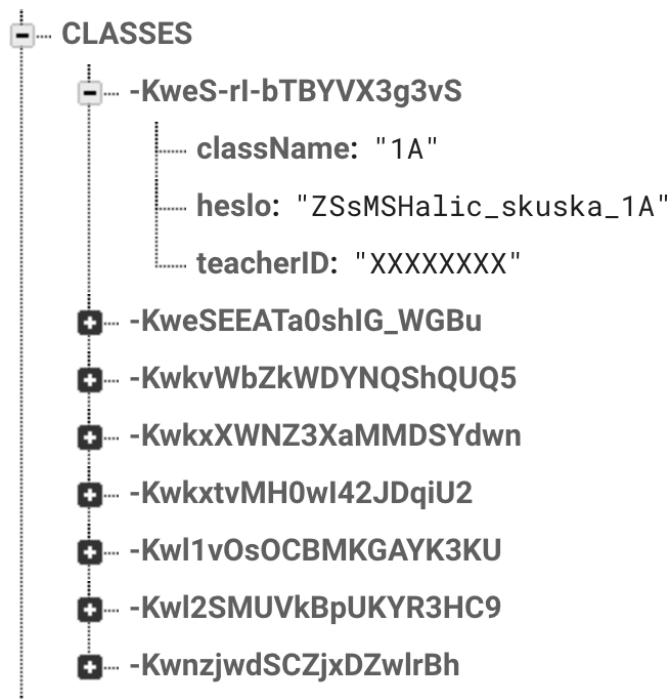 CLASSES
-KweS-rI-bTBYVX3g3vS
className: "1A"
heslo: "ZSsMSHalic_skuska_1A"
teacherID: "XXXXXXXX"
-KweSEEATa0shIG_WGBu
-KwkvWbZkWDYNQShQUQ5
-KwkxXWNZ3XaMMDSYdwn
-KwkxtvMH0wI42JDqiU2
-Kwl1vOsOCBMKGAYK3KU
-Kwl2SMUVkBpUKYR3HC9
-KwnzjwdSCZjxDZwlrBh